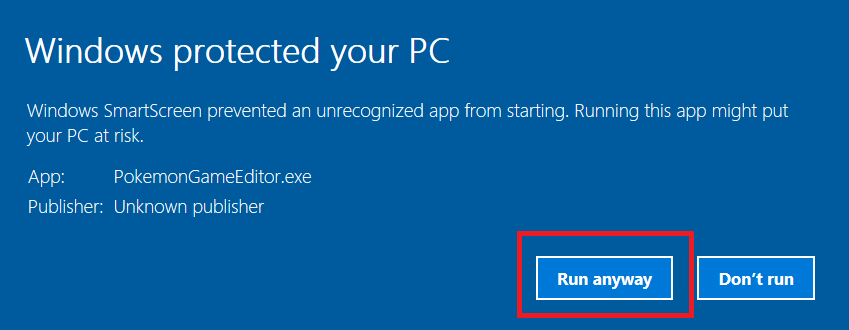 Windows protected your PC
Windows SmartScreen prevented an unrecognized app from starting. Running this app might put
your PC at risk.
App: PokemonGameEditor.exe
Publisher: Unknown publisher
Run anyway Don't run